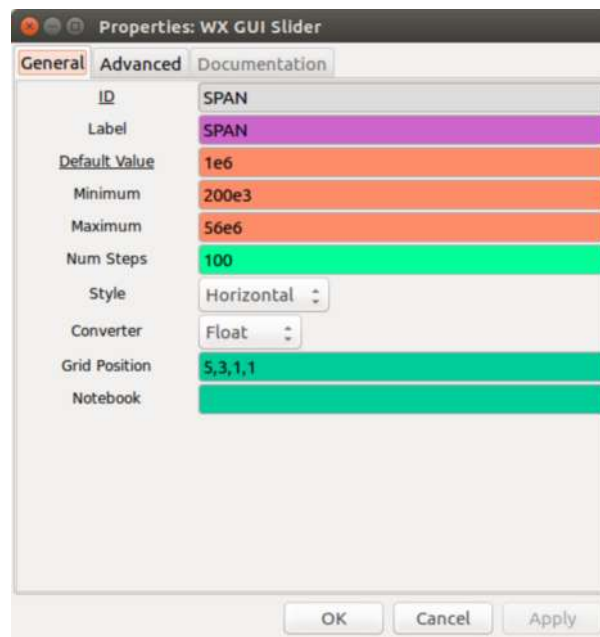 Properties: WX GUI Slider
General Advanced Documentation
ID SPAN
Label SPAN
Default Value 1e6
Minimum 200e3
Maximum 56e6
Num Steps 100
Style Horizontal
Converter Float
Grid Position 5,3,1,1
Notebook
OK Cancel Apply